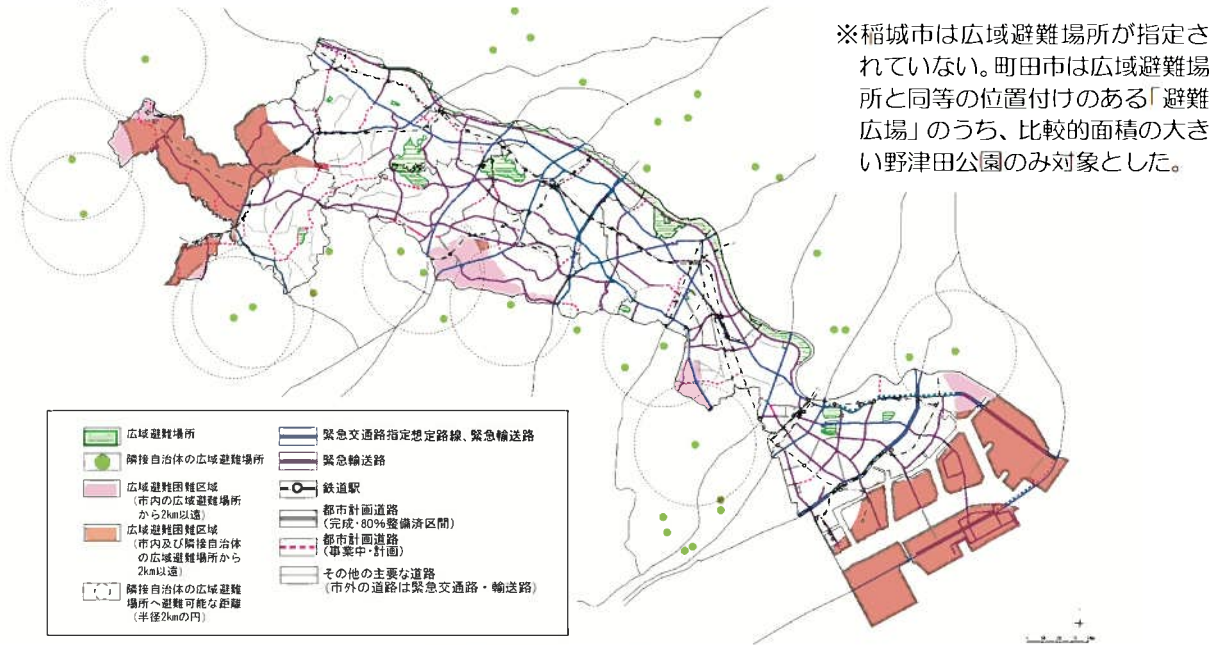 ※稲城市は広域避難場所が指定さ
れていない。町田市は広域避難場
所と同等の位置付けのある「避難
広場」のうち、比較的面積の大き
い野津田公園のみ対象とした。
広域避難場所
隣接自治体の広域避難場所
広域避難困難区域
(市内の広域避難場所
から2km以遠)
広域避難困難区域
(市内及び隣接自治体
の広域避難場所から
2km以遠)
隣接自治体の広域避難
場所へ避難可能な距離
(半径2kmの円)
緊急交通路指定想定路線、緊急輸送路
緊急輸送路
鉄道駅
都市計画道路
(完成・80%整備済区間)
都市計画道路
(事業中・計画)
その他の主要な道路
(市外の道路は緊急交通路・輸送路)